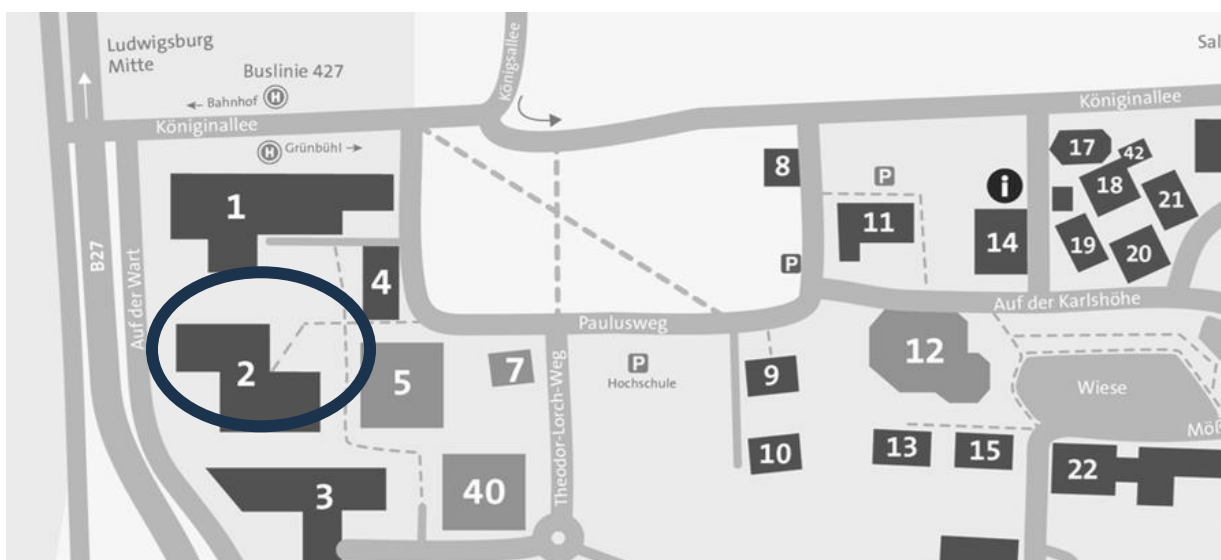 Ludwigsburg
Mitte
Buslinie 427
← Bahnhof H
Königinallee
H Grünbühl →
Königsallee
Sal
Königinallee
B27
Auf der Wart
1
4
2
5
3
40
7
Theodor-Lorch-Weg
Paulusweg
P
Hochschule
8
P
9
10
P
11
i
14
17
42
18
21
19
20
Auf der Karlshöhe
12
Wiese
Möß
13
15
22